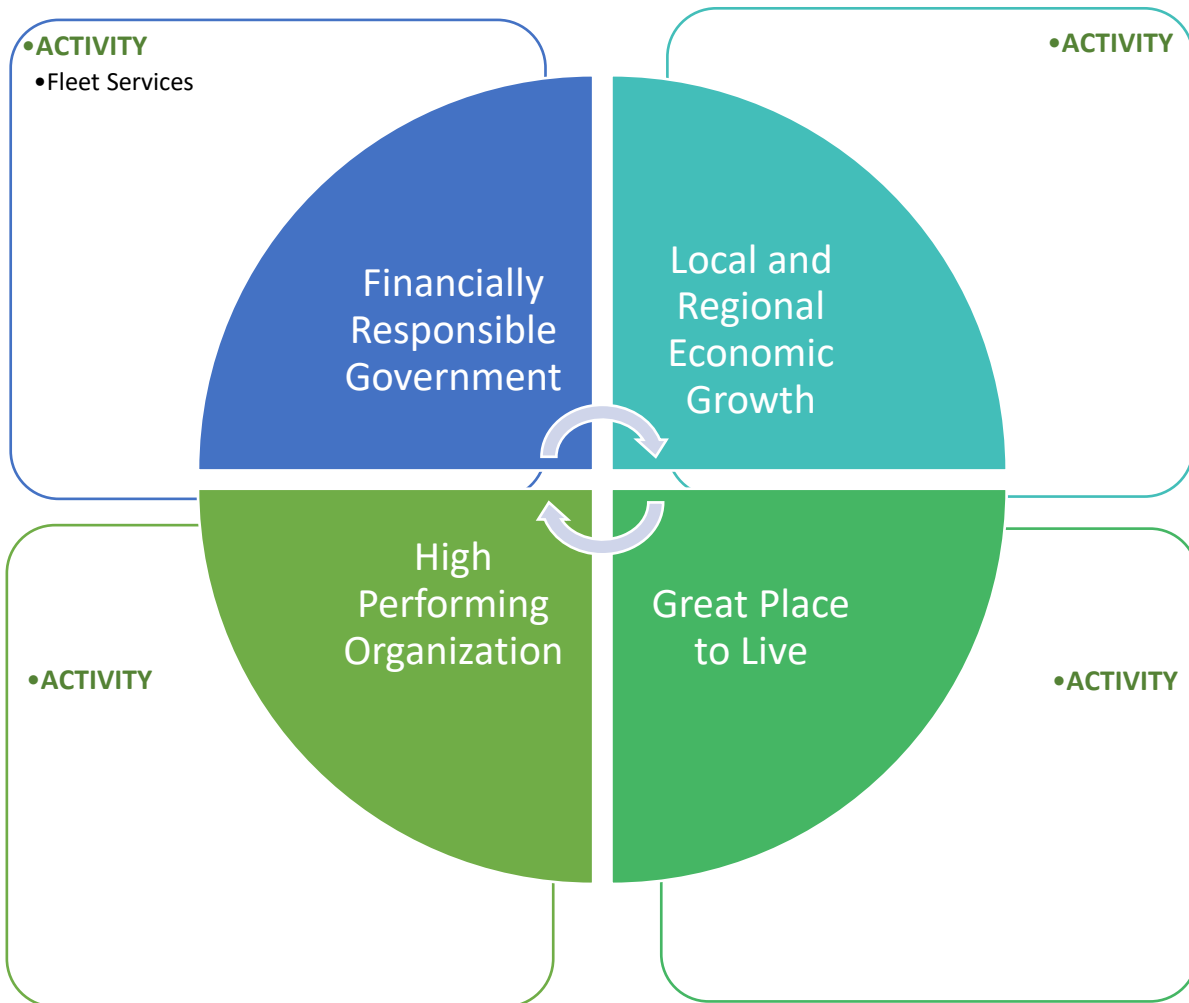 •ACTIVITY
•Fleet Services
•ACTIVITY
Financially
Responsible
Government
Local and
Regional
Economic
Growth
High
Performing
Organization
Great Place
to Live
•ACTIVITY
•ACTIVITY